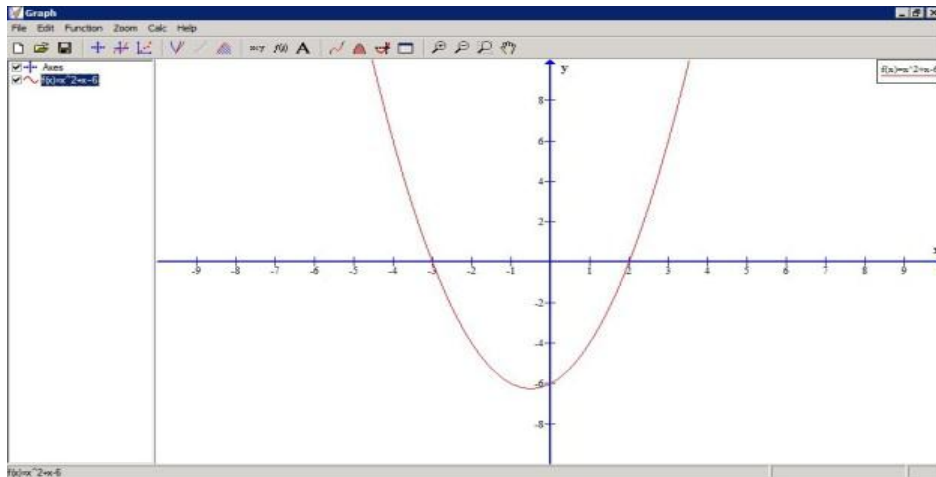 Graph
File Edit Function Zoom Calc Help
Axes
f(x)=x^2+x-6
f(x)=x^2+x-6
y
8
6
4
2
-9 -8 -7 -6 -5 -4 -3 -2 -1 1 2 3 4 5 6 7 8 9
-2
-4
-6
-8
f(x)=x^2+x-6